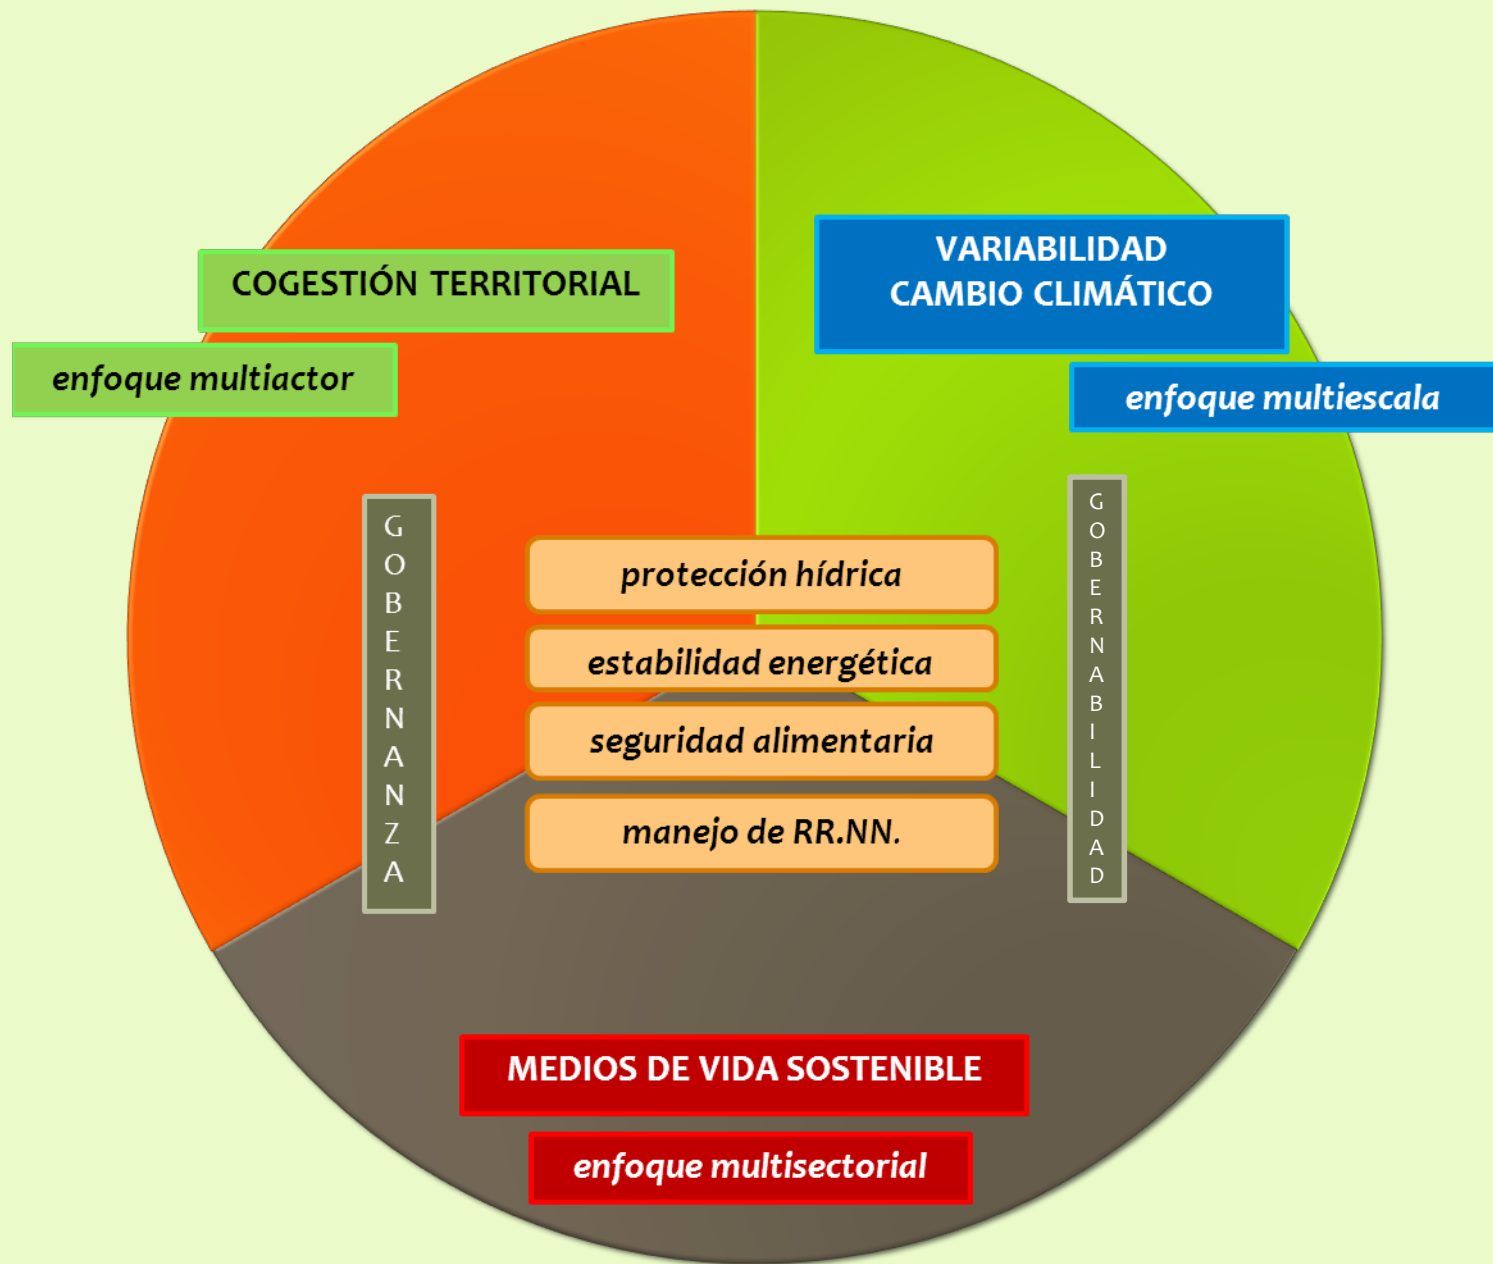 COGESTIÓN TERRITORIAL
enfoque multiactor
VARIABILIDAD
CAMBIO CLIMÁTICO
enfoque multiescala
GOBERNANZA
protección hídrica
estabilidad energética
seguridad alimentaria
manejo de RR.NN.
GOBERNABILIDAD
MEDIOS DE VIDA SOSTENIBLE
enfoque multisectorial